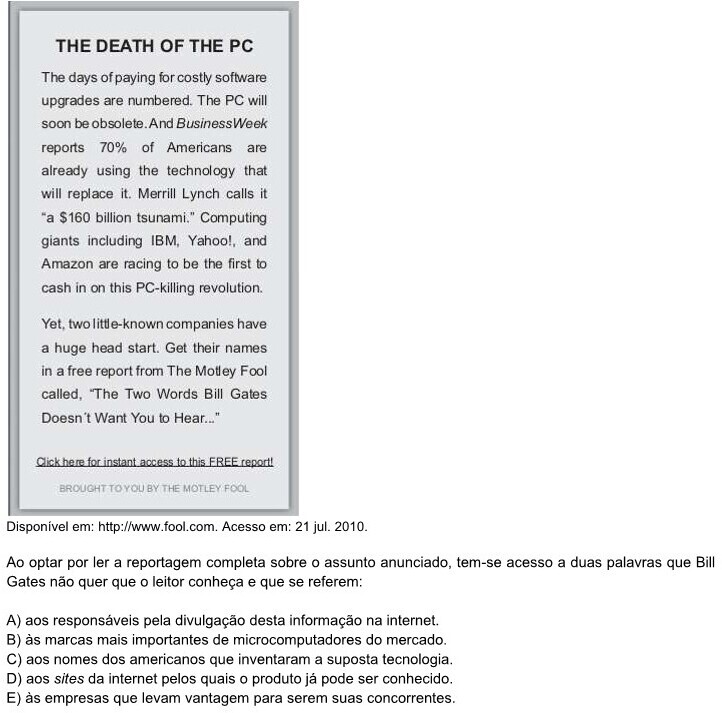 THE DEATH OF THE PC
The days of paying for costly software
upgrades are numbered. The PC will
soon be obsolete. And BusinessWeek
reports 70% of Americans are
already using the technology that
will replace it. Merrill Lynch calls it
“a $160 billion tsunami.” Computing
giants including IBM, Yahoo!, and
Amazon are racing to be the first to
cash in on this PC-killing revolution.
Yet, two little-known companies have
a huge head start. Get their names
in a free report from The Motley Fool
called, “The Two Words Bill Gates
Doesn´t Want You to Hear...”
Click here for instant access to this FREE report!
BROUGHT TO YOU BY THE MOTLEY FOOL
Disponível em: http://www.fool.com. Acesso em: 21 jul. 2010.
Ao optar por ler a reportagem completa sobre o assunto anunciado, tem-se acesso a duas palavras que Bill
Gates não quer que o leitor conheça e que se referem:
A) aos responsáveis pela divulgação desta informação na internet.
B) às marcas mais importantes de microcomputadores do mercado.
C) aos nomes dos americanos que inventaram a suposta tecnologia.
D) aos sites da internet pelos quais o produto já pode ser conhecido.
E) às empresas que levam vantagem para serem suas concorrentes.